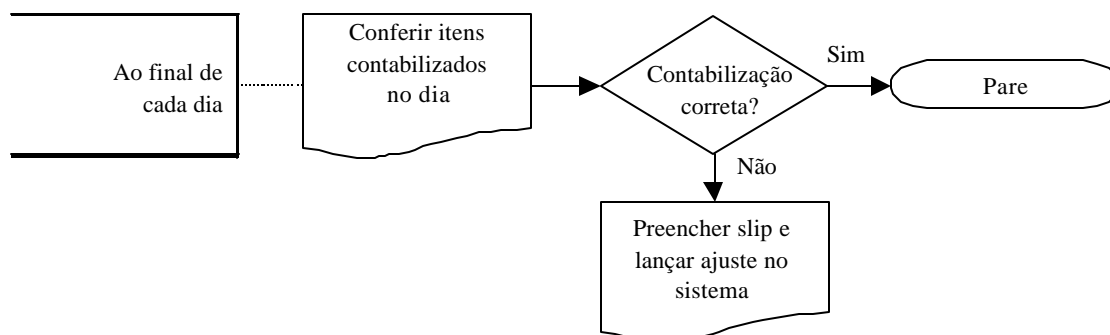 Ao final de
cada dia
Conferir itens
contabilizados
no dia
Contabilização
correta?
Sim
Pare
Não
Preencher slip e
lançar ajuste no
sistema